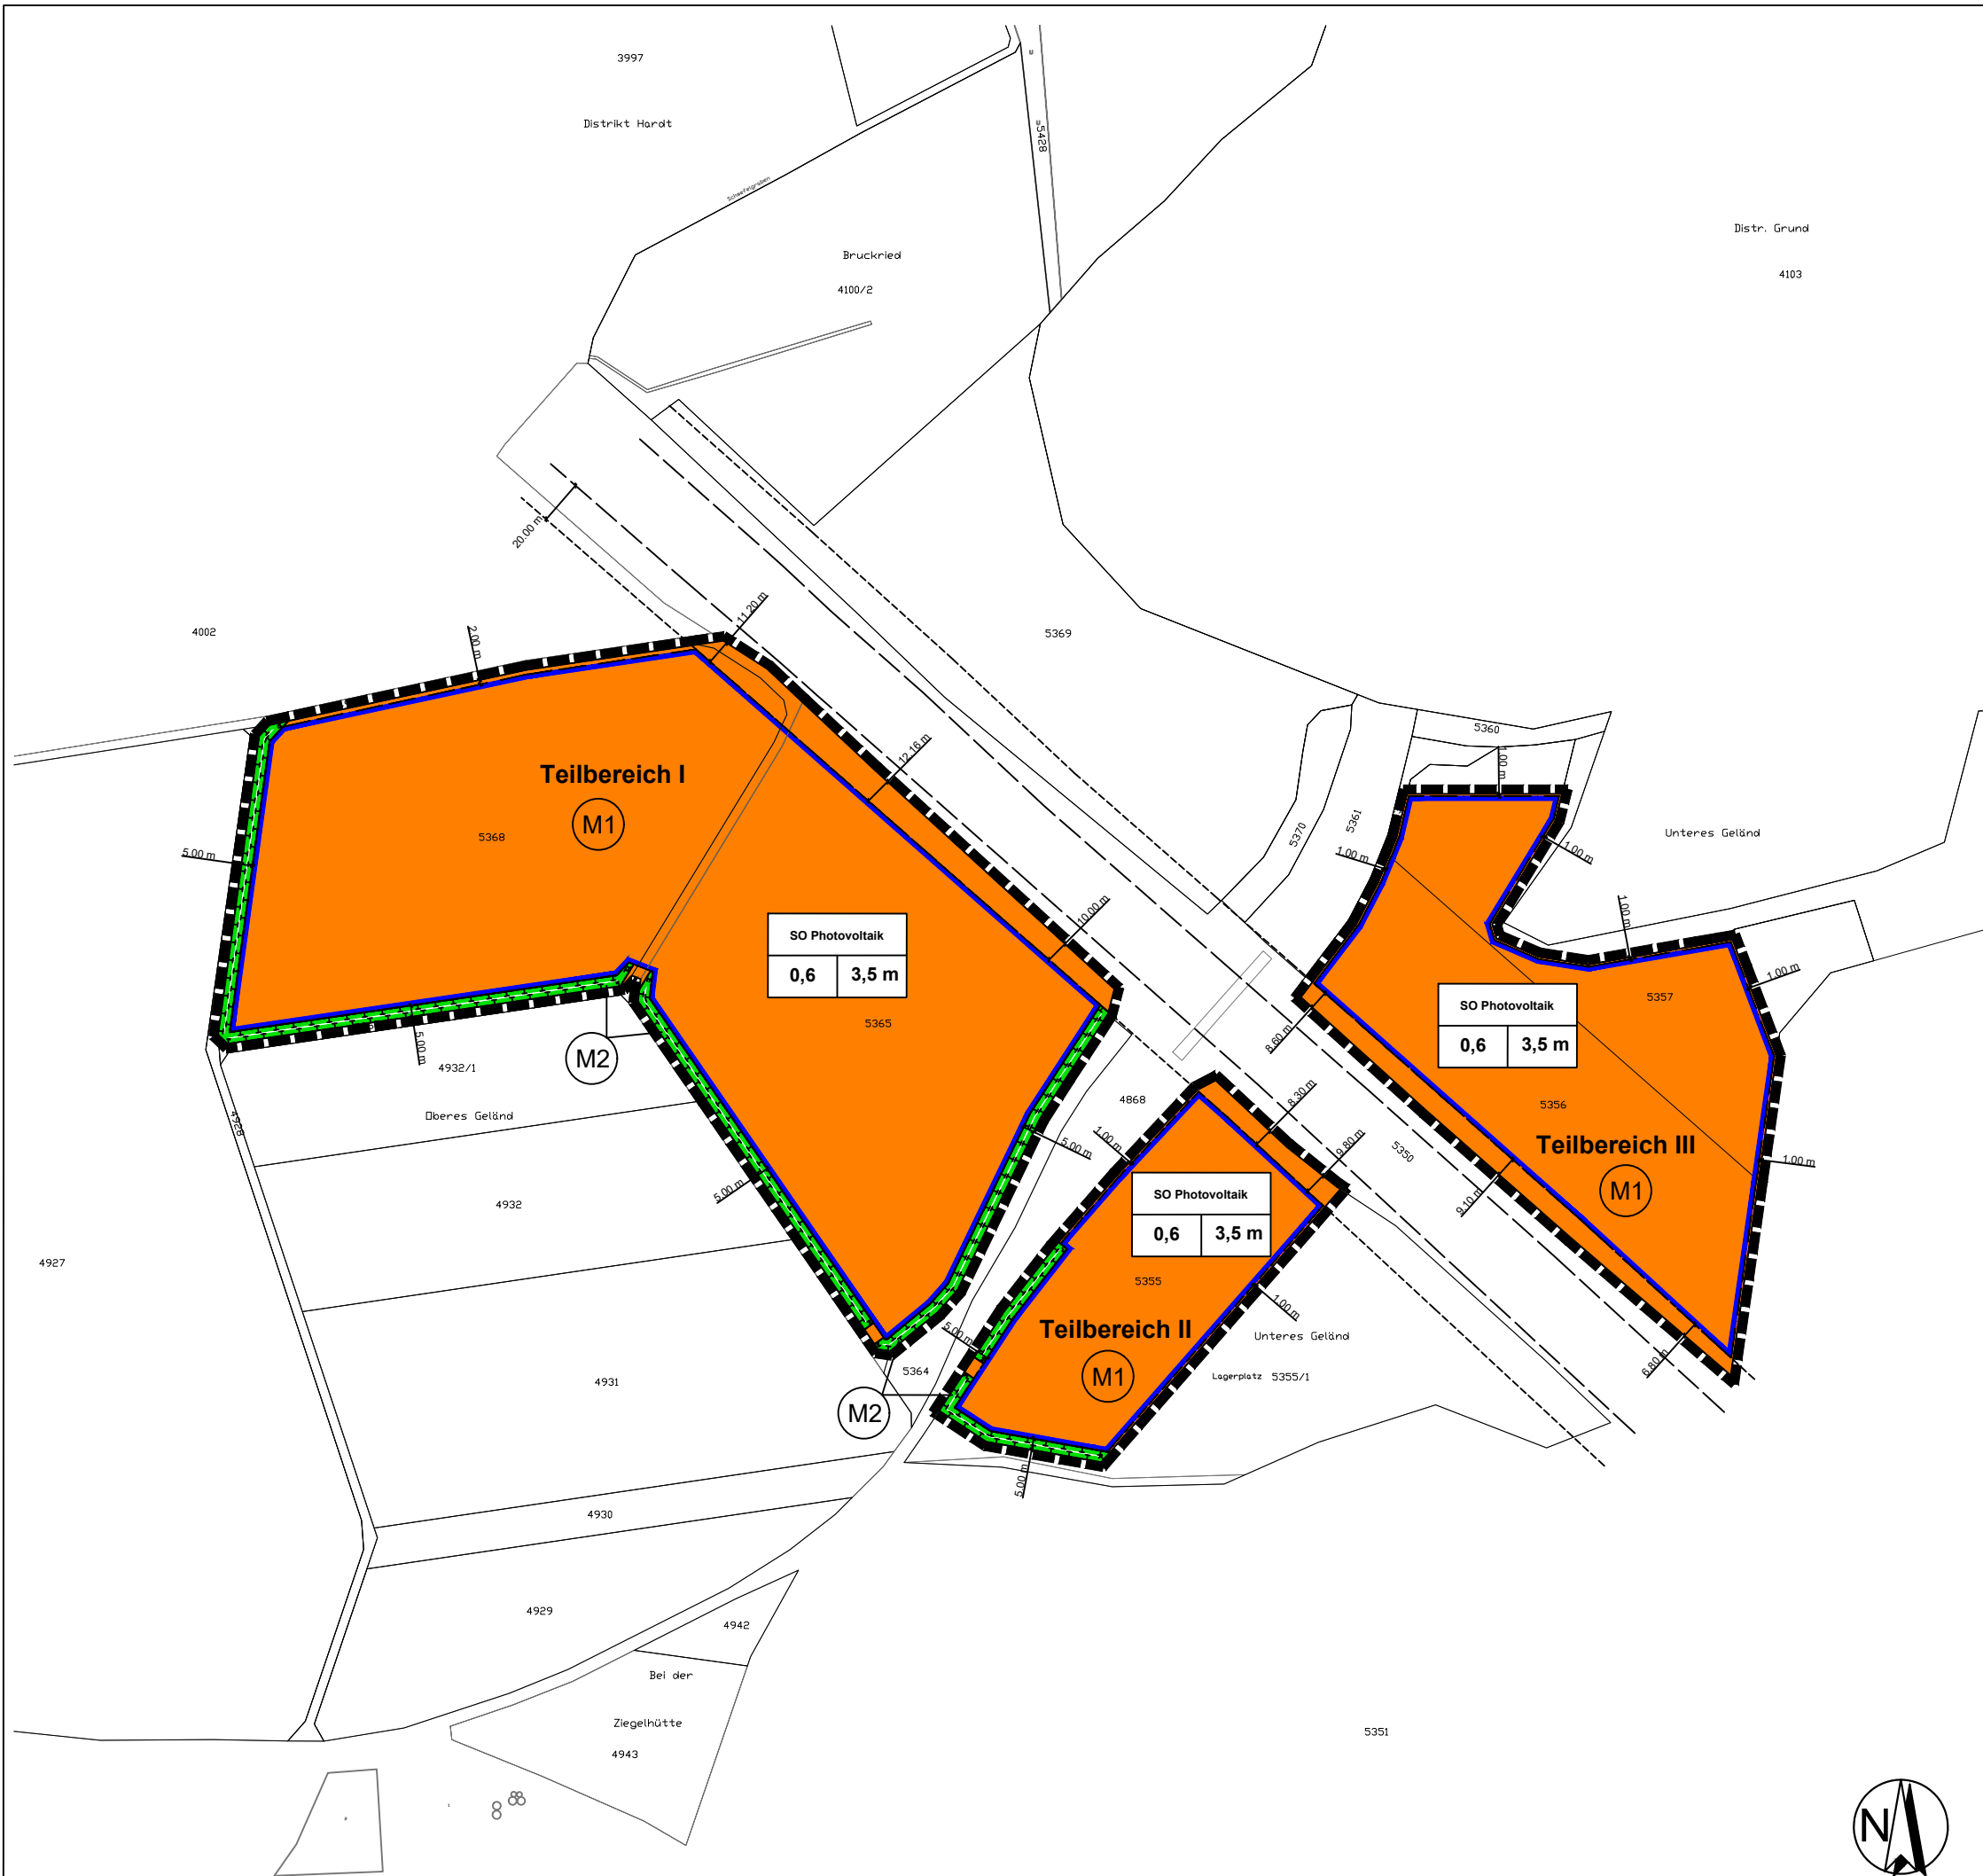 3997
Distrikt Hardt
5428
Distr. Grund
4103
Bruckried
4100/2
20.00 m
11.20 m
4002
2.00 m
5369
5360
12.16 m
1.00 m
Teilbereich I
M1
5368
5.00 m
5370
5361
1.00 m
1.00 m
Unteres Geländ
10.00 m
1.00 m
SO Photovoltaik
0,6 3,5 m
5365
1.00 m
5357
SO Photovoltaik
0,6 3,5 m
8.60 m
5.00 m
M2
4932/1
Oberes Geländ
4928
4868
8.30 m
5356
Teilbereich III
M1
1.00 m
5.00 m
1.00 m
9.80 m
5350
9.10 m
5.00 m
SO Photovoltaik
0,6 3,5 m
4932
4927
5355
Teilbereich II
M1
5.00 m
1.00 m
Unteres Geländ
Lagerplatz 5355/1
6.80 m
5364
M2
4931
5.00 m
4930
4929
4942
Bei der
Ziegelhütte
4943
5351
N